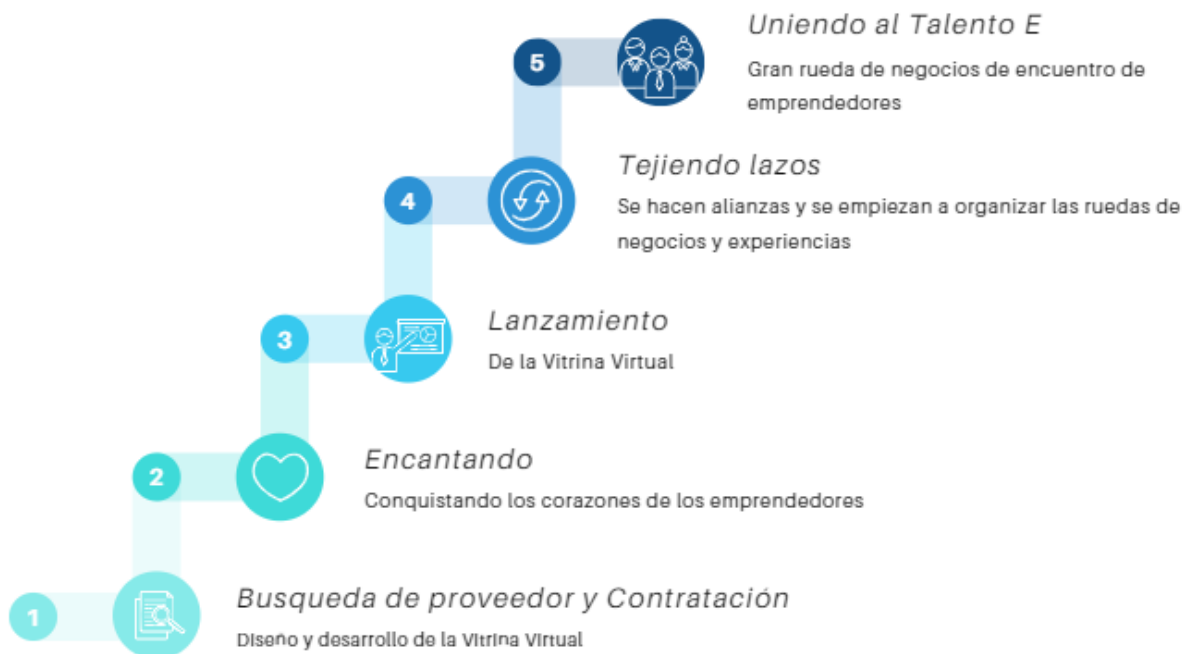 5
Uniendo al Talento E
Gran rueda de negocios de encuentro de
emprendedores
4
Tejiendo lazos
Se hacen alianzas y se empiezan a organizar las ruedas de
negocios y experiencias
3
Lanzamiento
De la Vitrina Virtual
2
Encantando
Conquistando los corazones de los emprendedores
1
Busqueda de proveedor y Contratación
Diseño y desarrollo de la Vitrina Virtual